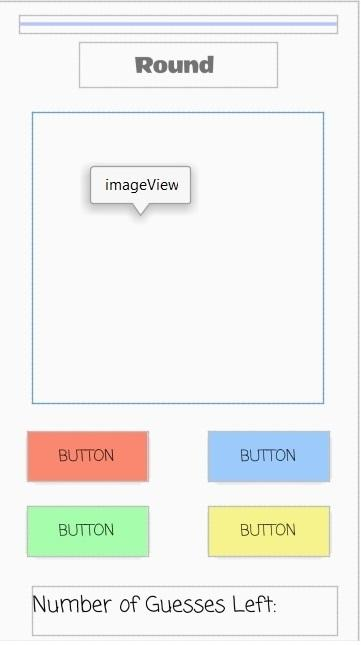 Round
imageView
BUTTON BUTTON
BUTTON BUTTON
Number of Guesses Left: